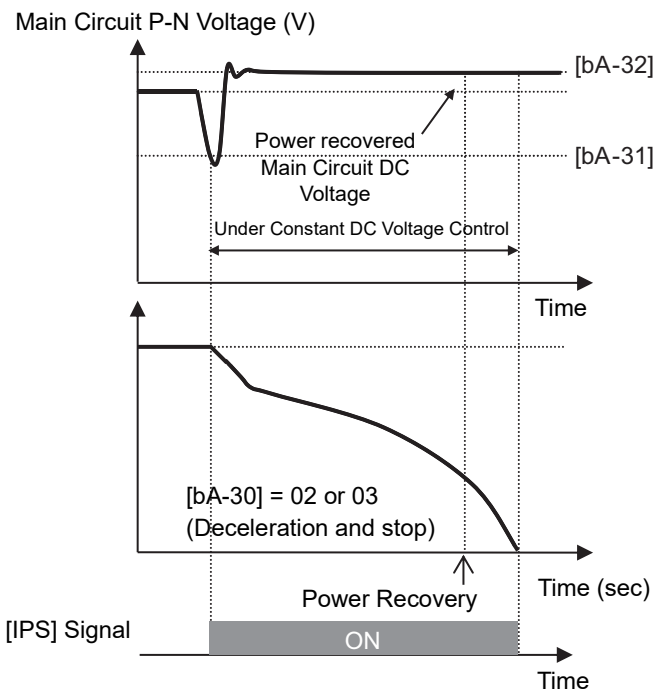 Main Circuit P-N Voltage (V)
[bA-32]
Power recovered
Main Circuit DC
Voltage
[bA-31]
Under Constant DC Voltage Control
Time
[bA-30] = 02 or 03
(Deceleration and stop)
Power Recovery
Time (sec)
[IPS] Signal
ON
Time